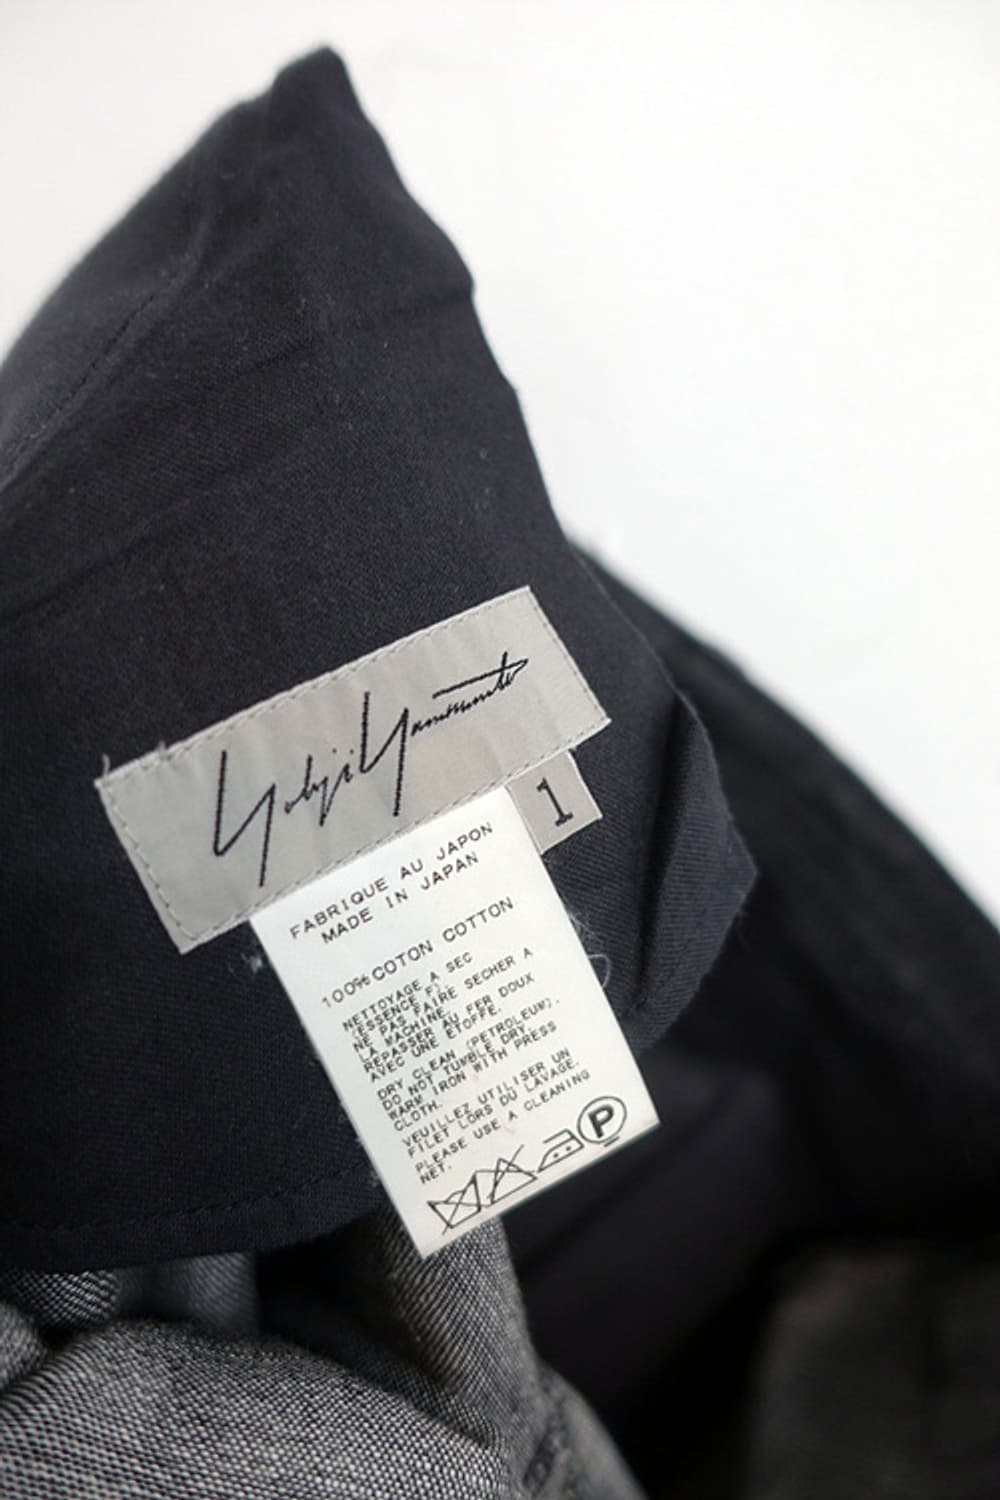 Yohji Yamamoto
1
FABRIQUE AU JAPON
MADE IN JAPAN
100% COTON COTTON
NETTOYAGE A SEC
(ESSENCE F).
NE PAS FAIRE SECHER A
LA MACHINE.
REPASSER AU FER DOUX
AVEC UNE ETOFFE.
DRY CLEAN (PETROLEUM).
DO NOT TUMBLE DRY.
WARM IRON WITH PRESS
CLOTH.
VEUILLEZ UTILISER UN
FILET LORS DU LAVAGE.
PLEASE USE A CLEANING
NET.
P